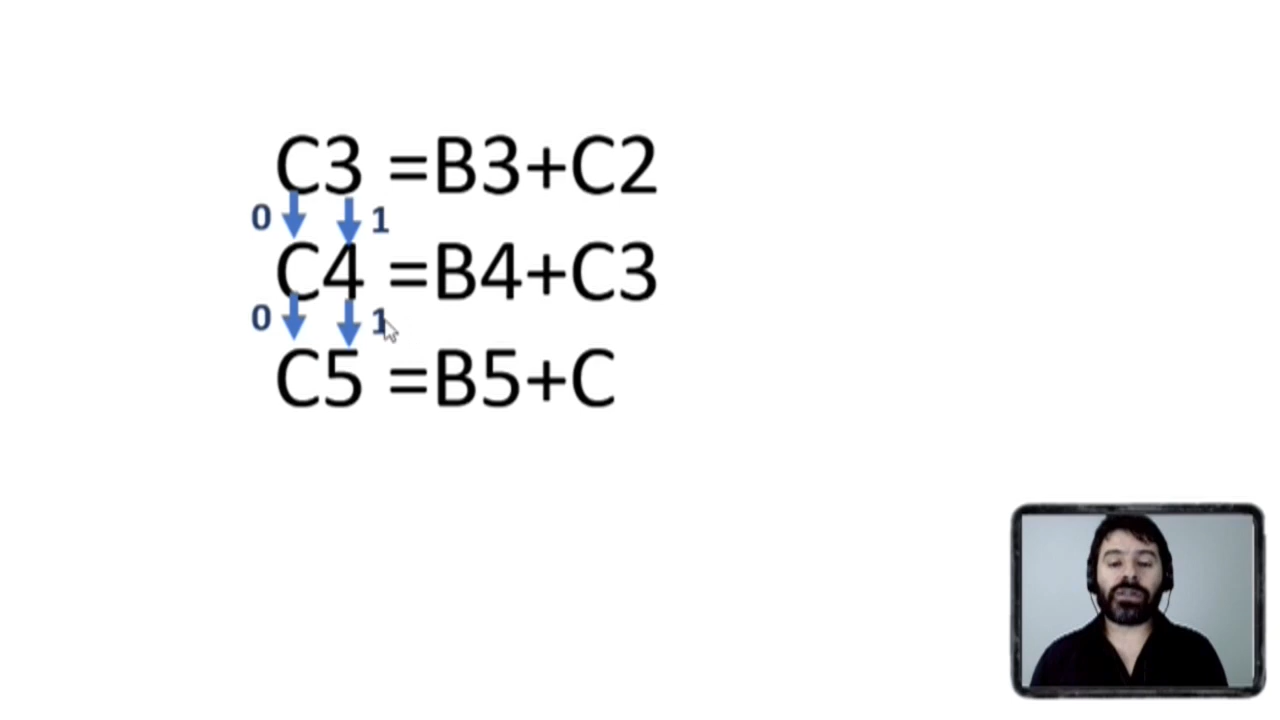 C3 =B3+C2
0 1
C4 =B4+C3
0 1
C5 =B5+C